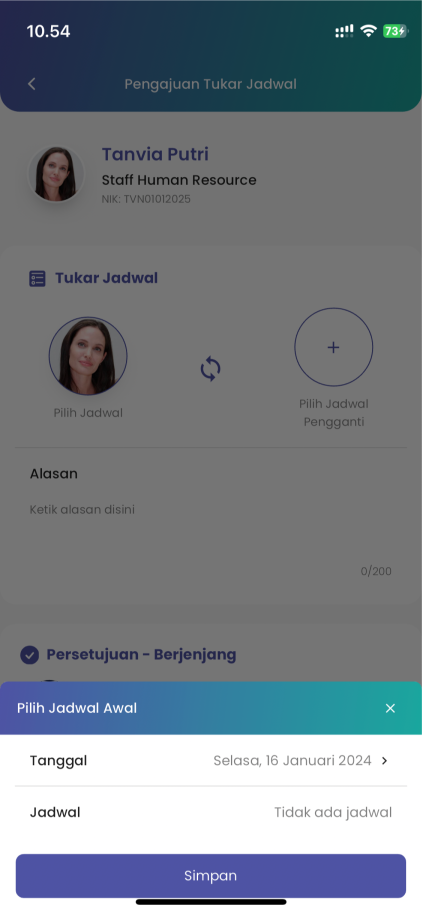 10.54
73
Pengajuan Tukar Jadwal
Tanvia Putri
Staff Human Resource
NIK: TVN01012025
Tukar Jadwal
Pilih Jadwal
Pilih Jadwal
Pengganti
Alasan
Ketik alasan disini
0/200
Persetujuan - Berjenjang
Pilih Jadwal Awal
Tanggal Selasa, 16 Januari 2024
Jadwal Tidak ada jadwal
Simpan